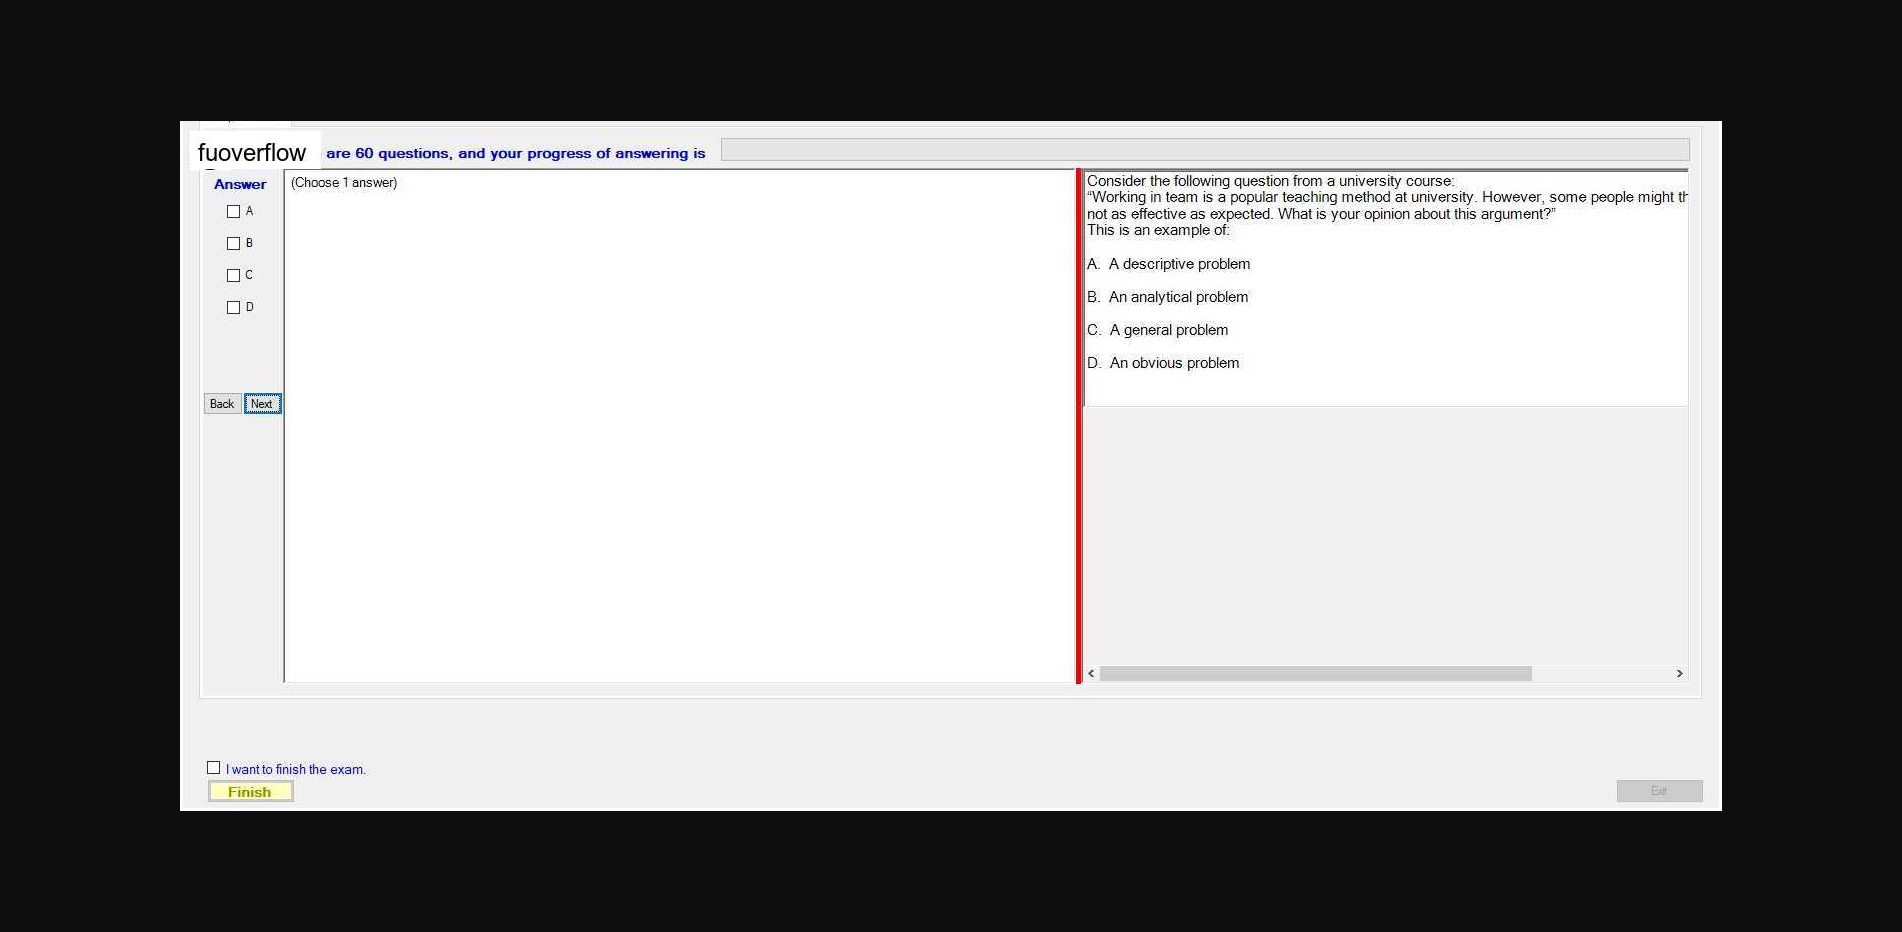 fuoverflow are 60 questions, and your progress of answering is
Answer
A
B
C
D
Back Next
(Choose 1 answer)
Consider the following question from a university course:
“Working in team is a popular teaching method at university. However, some people might
not as effective as expected. What is your opinion about this argument?”
This is an example of:
A. A descriptive problem
B. An analytical problem
C. A general problem
D. An obvious problem
I want to finish the exam.
Finish
Exit